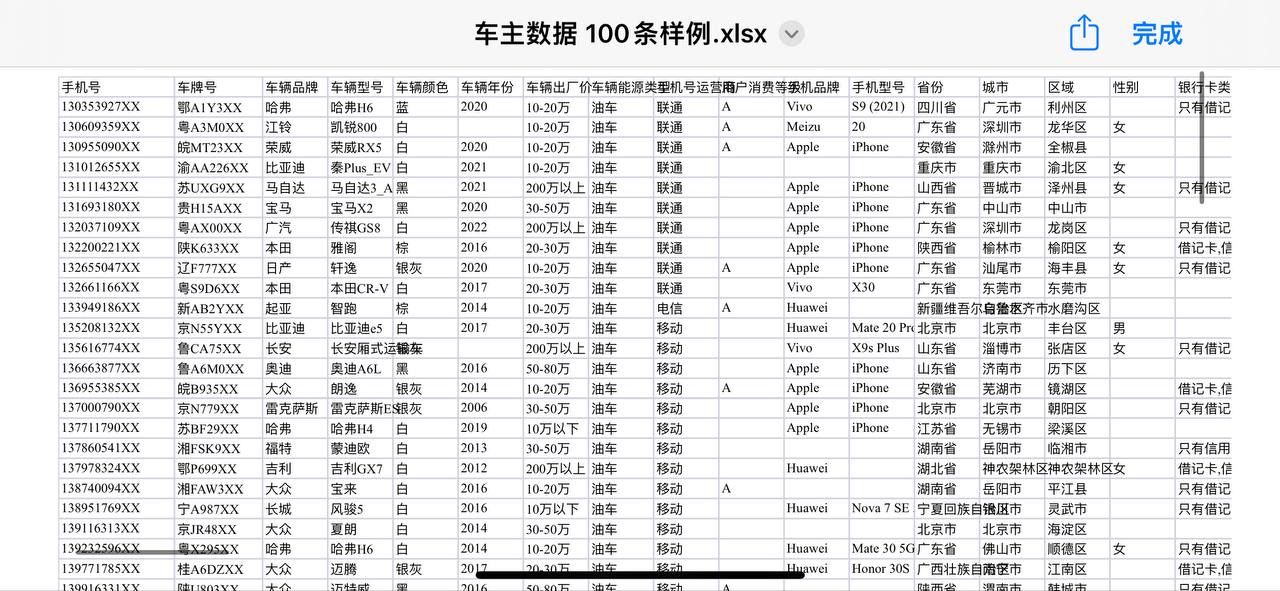 车主数据 100条样例.xlsx
完成
手机号 车牌号 车辆品牌 车辆型号 车辆颜色 车辆年份 车辆出厂价 车辆能源类型 手机号运营商 用户消费等级 手机品牌 手机型号 省份 城市 区域 性别 银行卡类
130353927XX 鄂A1Y3XX 哈弗 哈弗H6 蓝 2020 10-20万 油车 联通 A Vivo S9 (2021) 四川省 广元市 利州区 只有借记
130609359XX 粤A3M0XX 江铃 凯锐800 白 10-20万 油车 联通 A Meizu 20 广东省 深圳市 龙华区 女
130955090XX 皖MT23XX 荣威 荣威RX5 白 2020 10-20万 油车 联通 A Apple iPhone 安徽省 滁州市 全椒县
131012655XX 渝AA226XX 比亚迪 秦Plus_EV 白 2021 10-20万 油车 联通 重庆市 重庆市 渝北区 女
131111432XX 苏UXG9XX 马自达 马自达3_A 黑 2021 200万以上 油车 联通 Apple iPhone 山西省 晋城市 泽州县 女 只有借记
131693180XX 贵H15AXX 宝马 宝马X2 黑 2020 30-50万 油车 联通 Apple iPhone 广东省 中山市 中山市
132037109XX 粤AX00XX 广汽 传祺GS8 白 2022 200万以上 油车 联通 Apple iPhone 广东省 深圳市 龙岗区 只有借记
132200221XX 陕K633XX 本田 雅阁 棕 2016 20-30万 油车 联通 Apple iPhone 陕西省 榆林市 榆阳区 女 借记卡,信
132655047XX 辽F777XX 日产 轩逸 银灰 2020 10-20万 油车 联通 A Apple iPhone 广东省 汕尾市 海丰县 女 只有借记
132661166XX 粤S9D6XX 本田 本田CR-V 白 2017 20-30万 油车 联通 Vivo X30 广东省 东莞市 东莞市
133949186XX 新AB2YXX 起亚 智跑 棕 2014 10-20万 油车 电信 A Huawei 新疆维吾尔自治区 乌鲁木齐市 水磨沟区
135208132XX 京N55YXX 比亚迪 比亚迪e5 白 2017 20-30万 油车 移动 Huawei Mate 20 Pro 北京市 北京市 丰台区 男
135616774XX 鲁CA75XX 长安 长安厢式运输车 银灰 200万以上 油车 移动 Vivo X9s Plus 山东省 淄博市 张店区 女 只有借记
136663877XX 鲁A6M0XX 奥迪 奥迪A6L 黑 2016 50-80万 油车 移动 Apple iPhone 山东省 济南市 历下区
136955385XX 皖B935XX 大众 朗逸 银灰 2014 10-20万 油车 移动 A Apple iPhone 安徽省 芜湖市 镜湖区 借记卡,信
137000790XX 京N779XX 雷克萨斯 雷克萨斯ES 银灰 2006 30-50万 油车 移动 Apple iPhone 北京市 北京市 朝阳区 只有借记
137711790XX 苏BF29XX 哈弗 哈弗H4 白 2019 10万以下 油车 移动 Apple iPhone 江苏省 无锡市 梁溪区
137860541XX 湘FSK9XX 福特 蒙迪欧 白 2013 30-50万 油车 移动 湖南省 岳阳市 临湘市 只有信用
137978324XX 鄂P699XX 吉利 吉利GX7 白 2012 200万以上 油车 移动 Huawei 湖北省 神农架林区 神农架林区 女 借记卡,信
138740094XX 湘FAW3XX 大众 宝来 白 2016 10-20万 油车 移动 A 湖南省 岳阳市 平江县 只有借记
138951769XX 宁A987XX 长城 风骏5 白 2016 10万以下 油车 移动 Huawei Nova 7 SE 宁夏回族自治区 银川市 灵武市 只有借记
139116313XX 京JR48XX 大众 夏朗 白 2014 30-50万 油车 移动 北京市 北京市 海淀区
139232596XX 粤X295XX 哈弗 哈弗H6 白 2014 10-20万 油车 移动 Huawei Mate 30 5G 广东省 佛山市 顺德区 女 只有借记
139771785XX 桂A6DZXX 大众 迈腾 银灰 2017 20-30万 油车 移动 Huawei Honor 30S 广西壮族自治区 南宁市 江南区 借记卡,信
139916331XX 陕U803XX 大众 迈特威 黑 2016 50-80万 油车 移动 A 陕西省 渭南市 韩城市 只有借记